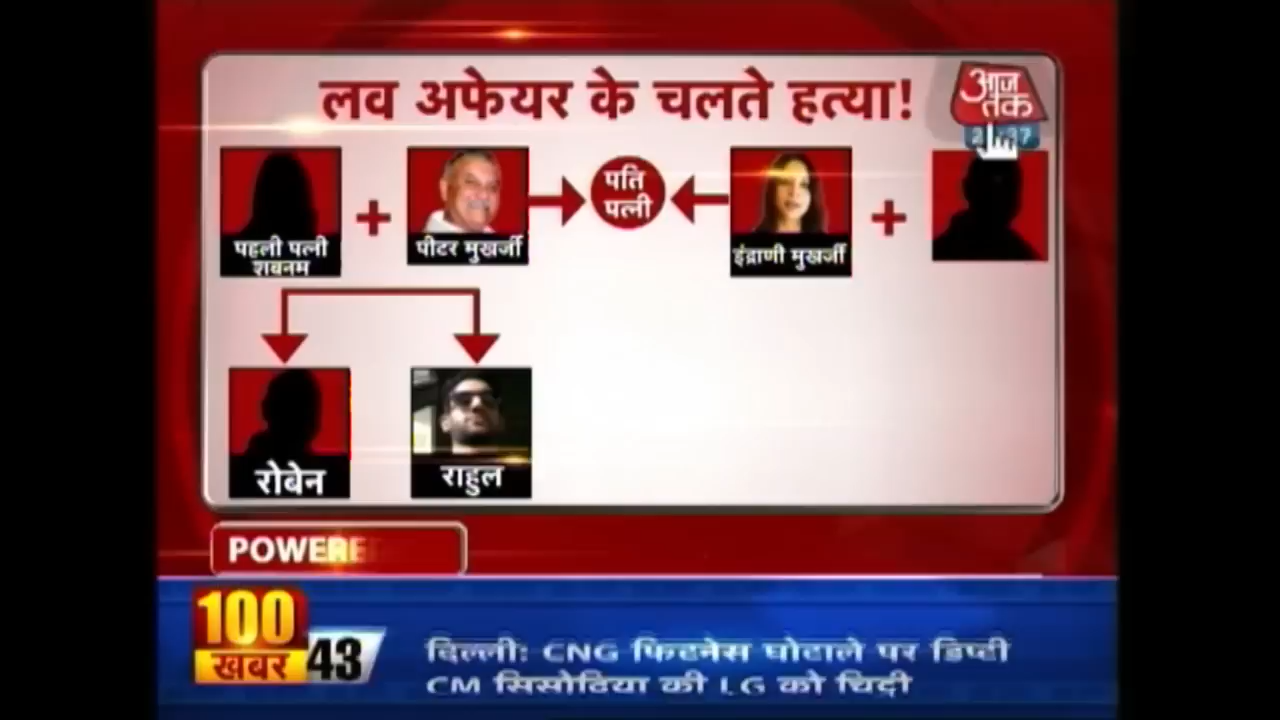 लव अफेयर के चलते हत्या!
आज
तक
पति
पत्नी
पहली पत्नी
शबनम
पीटर मुखर्जी
इंद्राणी मुखर्जी
रोबेन
राहुल
POWERE
100
खबर
43
दिल्ली: CNG फिटनेस घोटाले पर डिप्टी
CM सिसोदिया की LG को चिट्ठी